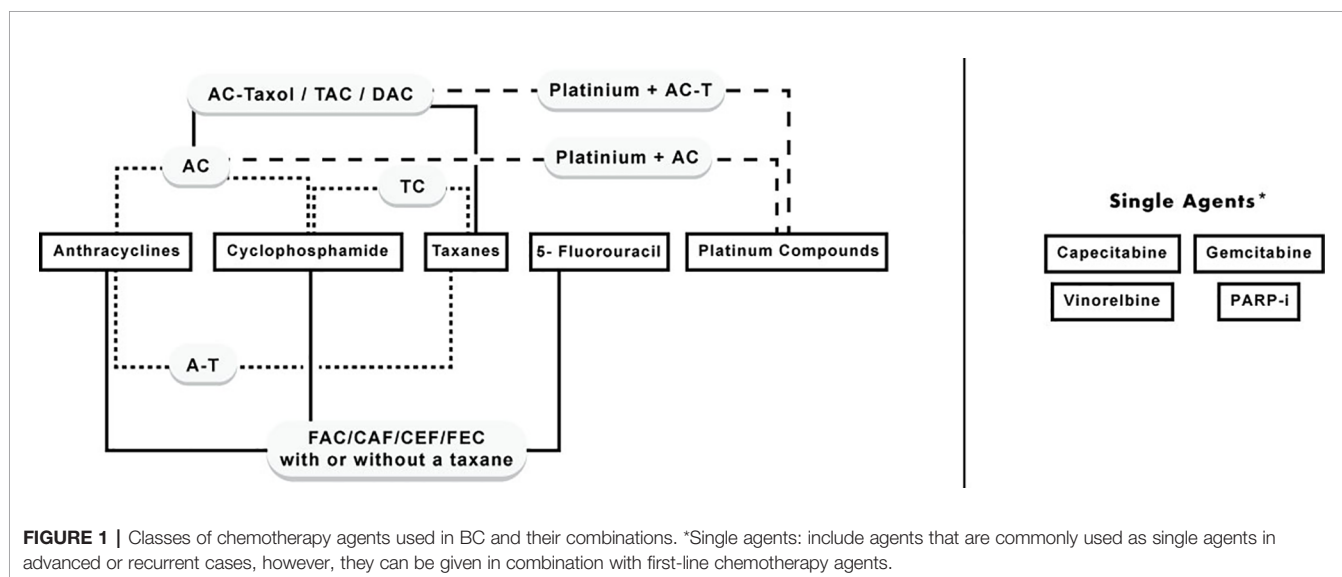 AC-Taxol / TAC / DAC
Platinium + AC-T
AC
Platinium + AC
TC
Anthracyclines
Cyclophosphamide
Taxanes
5- Fluorouracil
Platinum Compounds
A-T
FAC/CAF/CEF/FEC
with or without a taxane
Single Agents*
Capecitabine
Gemcitabine
Vinorelbine
PARP-i
FIGURE 1 | Classes of chemotherapy agents used in BC and their combinations. *Single agents: include agents that are commonly used as single agents in
advanced or recurrent cases, however, they can be given in combination with first-line chemotherapy agents.